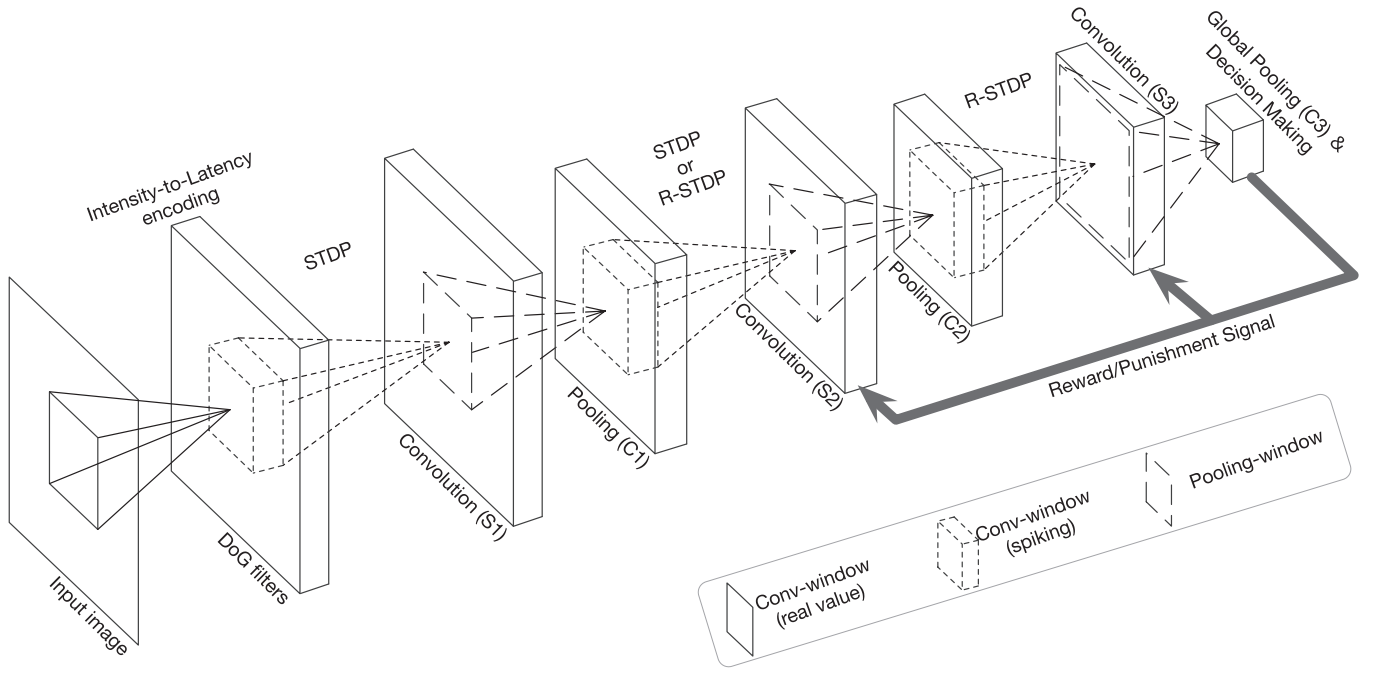 Intensity-to-Latency
encoding
STDP
STDP
or
R-STDP
R-STDP
Input image
DoG filters
Convolution (S1)
Pooling (C1)
Convolution (S2)
Pooling (C2)
Convolution (S3)
Global Pooling (C3) &
Decision Making
Reward/Punishment Signal
Conv-window
(real value)
Conv-window
(spiking)
Pooling-window